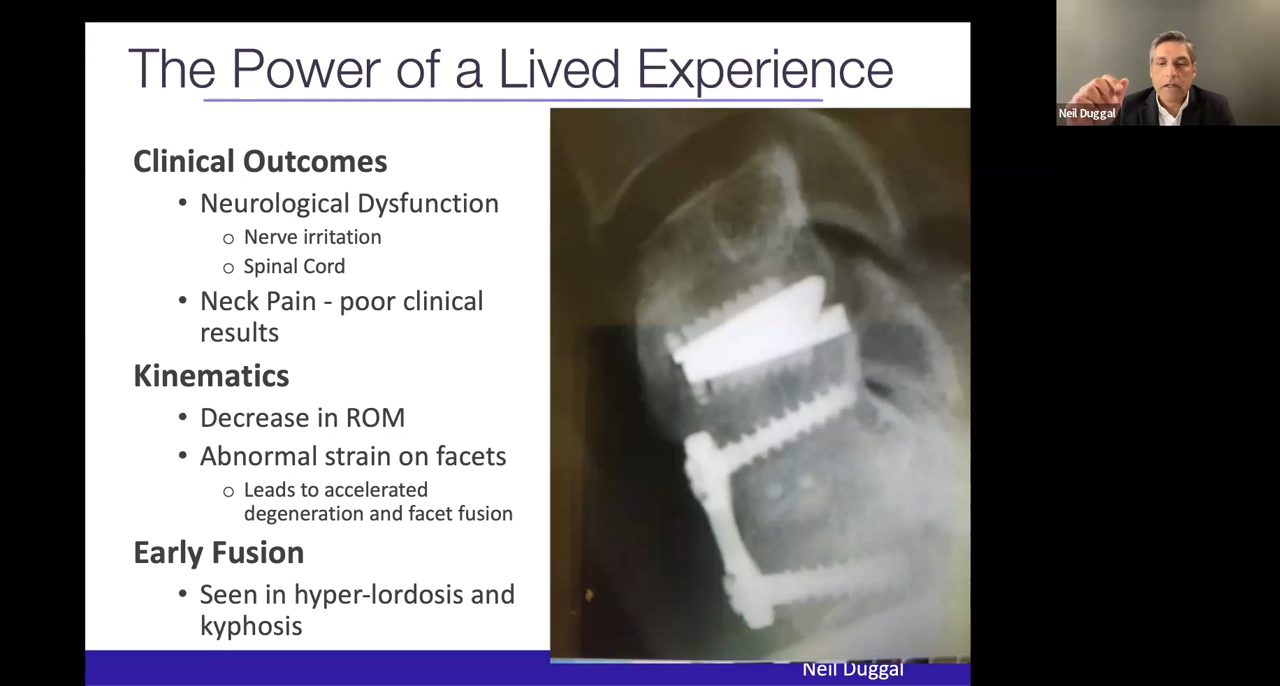 The Power of a Lived Experience
Neil Duggal
Clinical Outcomes
• Neurological Dysfunction
o Nerve irritation
o Spinal Cord
• Neck Pain - poor clinical
results
Kinematics
• Decrease in ROM
• Abnormal strain on facets
o Leads to accelerated
degeneration and facet fusion
Early Fusion
• Seen in hyper-lordosis and
kyphosis
Neil Duggal